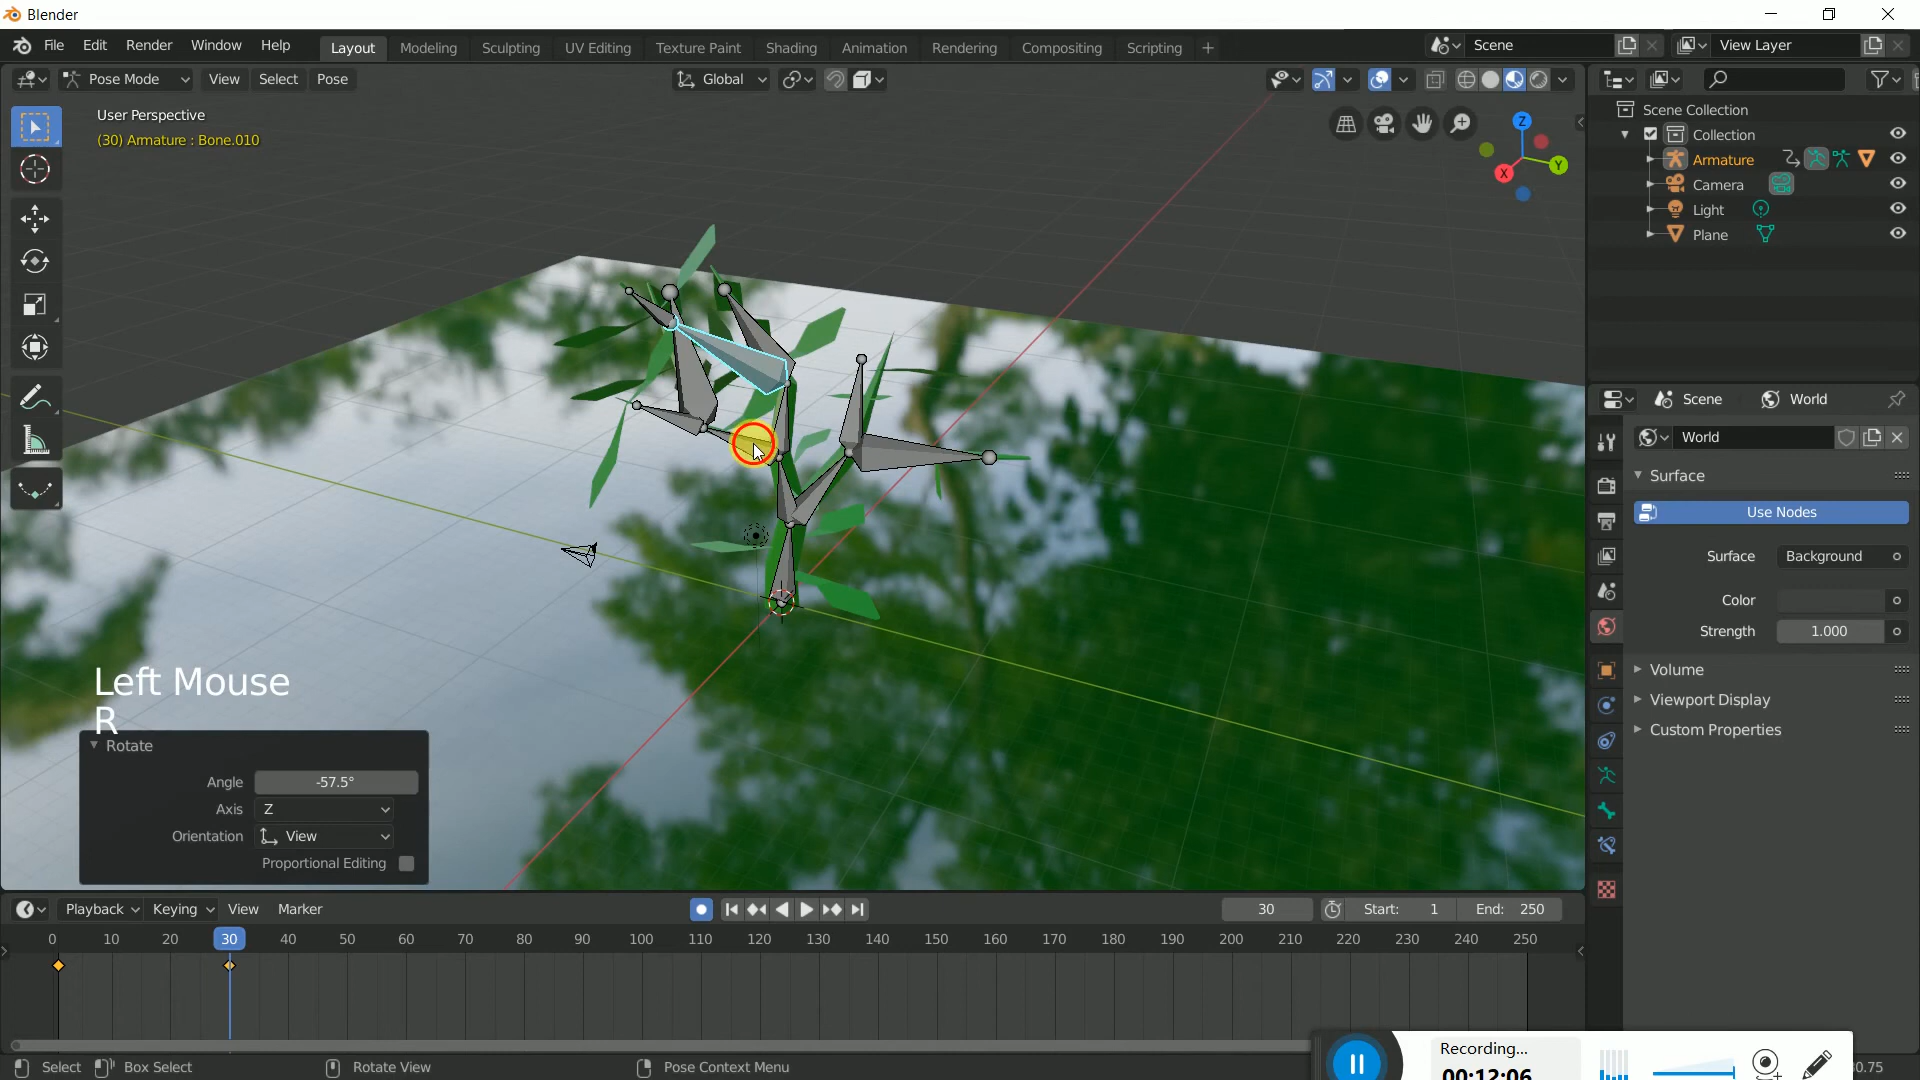 Blender
File Edit Render Window Help Layout Modeling Sculpting UV Editing Texture Paint Shading Animation Rendering Compositing Scripting + Scene View Layer
Pose Mode View Select Pose Global
User Perspective
(30) Armature : Bone.010
Z
Y
X
Scene Collection
Collection
Armature
Camera
Light
Plane
Scene World
World
Surface
Use Nodes
Surface Background
Color
Strength 1.000
Volume
Viewport Display
Custom Properties
Left Mouse
R
Rotate
Angle -57.5°
Axis Z
Orientation View
Proportional Editing
Playback Keying View Marker 30 Start: 1 End: 250
0 10 20 30 40 50 60 70 80 90 100 110 120 130 140 150 160 170 180 190 200 210 220 230 240 250
Select Box Select Rotate View Pose Context Menu
Recording...
00:12:06
0.75